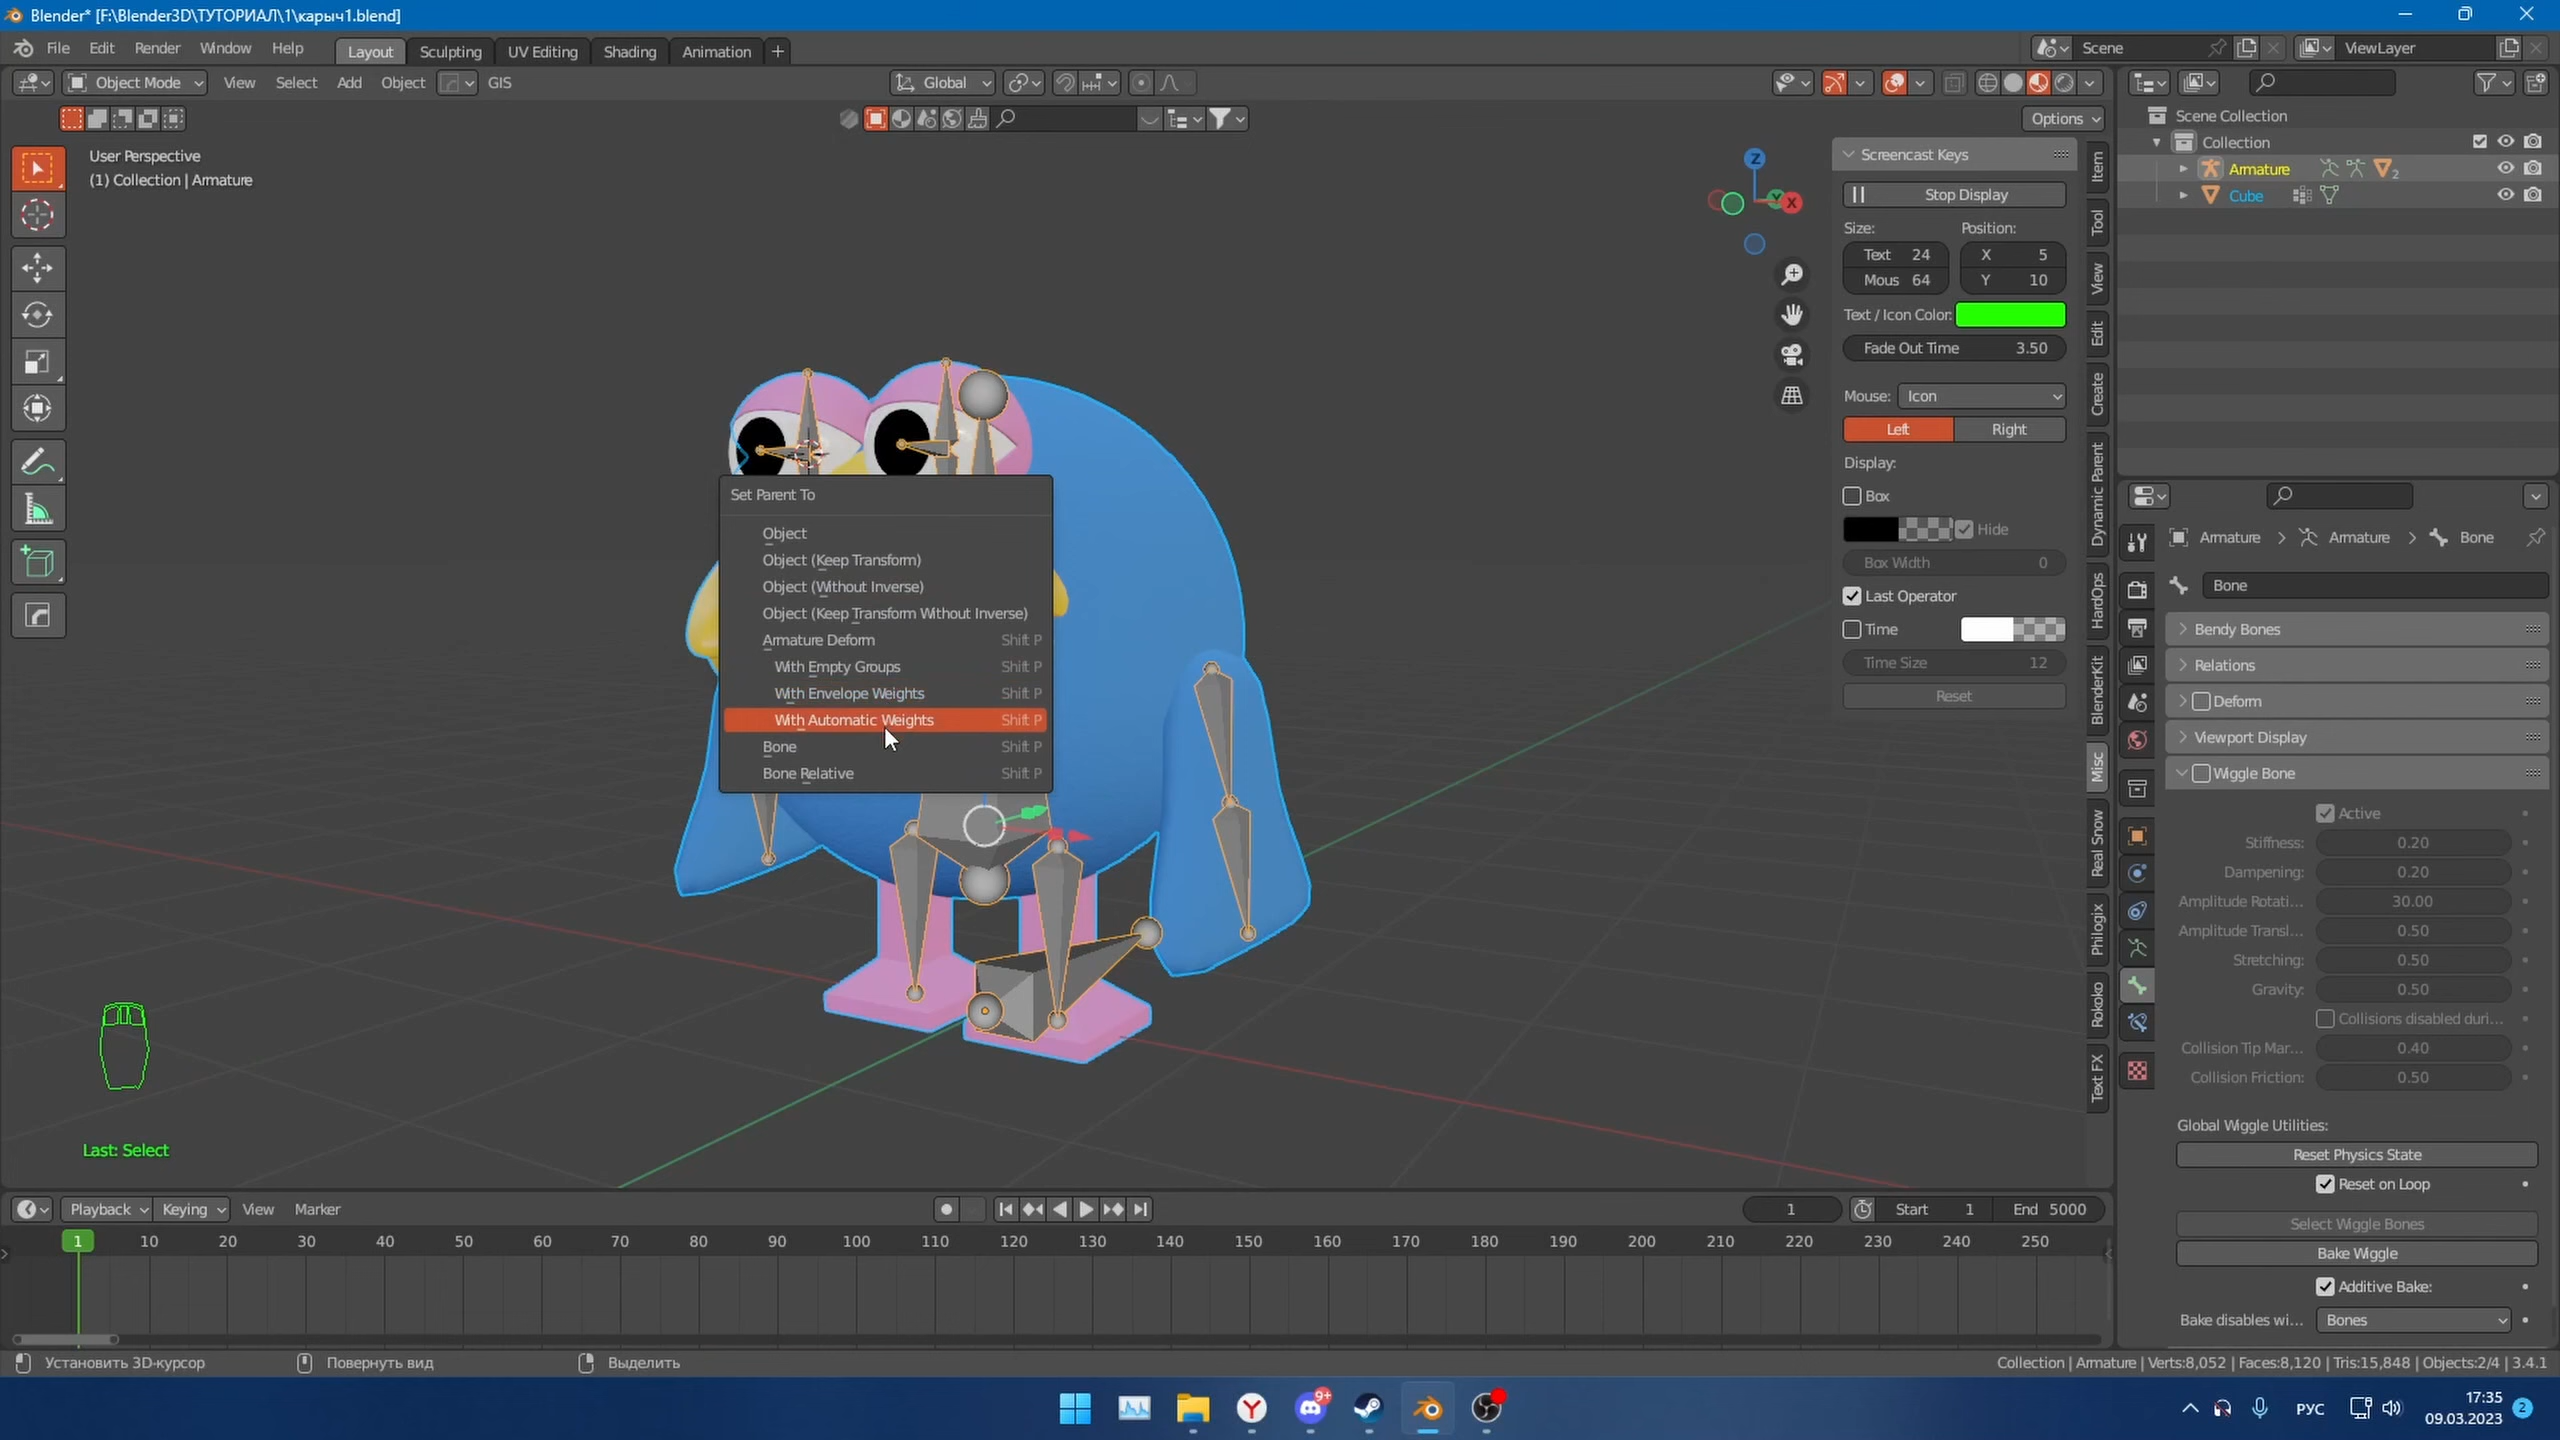 Blender* [F:\Blender3D\ТУТОРИАЛ\1\карыч1.blend]
File Edit Render Window Help Layout Sculpting UV Editing Shading Animation + Scene ViewLayer
Object Mode View Select Add Object GIS Global
Options
User Perspective
(1) Collection | Armature
Z
X
Scene Collection
Collection
Armature 2
Cube
Screencast Keys
Stop Display
Size: Position:
Text 24 X 5
Mous 64 Y 10
Text / Icon Color:
Fade Out Time 3.50
Mouse: Icon
Left Right
Display:
Box
Hide
Box Width 0
Last Operator
Time
Time Size 12
Reset
Item
Tool
View
Edit
Create
Dynamic Parent
HardOps
BlenderKit
Misc
Real Snow
Philogix
Rokoko
Text FX
Set Parent To
Object
Object (Keep Transform)
Object (Without Inverse)
Object (Keep Transform Without Inverse)
Armature Deform Shift P
With Empty Groups Shift P
With Envelope Weights Shift P
With Automatic Weights Shift P
Bone Shift P
Bone Relative Shift P
Last: Select
Armature > Armature > Bone
Bone
Bendy Bones
Relations
Deform
Viewport Display
Wiggle Bone
Active
Stiffness: 0.20
Dampening: 0.20
Amplitude Rotati... 30.00
Amplitude Transl... 0.50
Stretching: 0.50
Gravity: 0.50
Collisions disabled duri...
Collision Tip Mar... 0.40
Collision Friction: 0.50
Global Wiggle Utilities:
Reset Physics State
Reset on Loop
Select Wiggle Bones
Bake Wiggle
Additive Bake:
Bake disables wi... Bones
Playback Keying View Marker 1 Start 1 End 5000
1 10 20 30 40 50 60 70 80 90 100 110 120 130 140 150 160 170 180 190 200 210 220 230 240 250
Установить 3D-курсор Повернуть вид Выделить Collection | Armature | Verts:8,052 | Faces:8,120 | Tris:15,848 | Objects:2/4 | 3.4.1
9+
РУС
17:35
09.03.2023
2